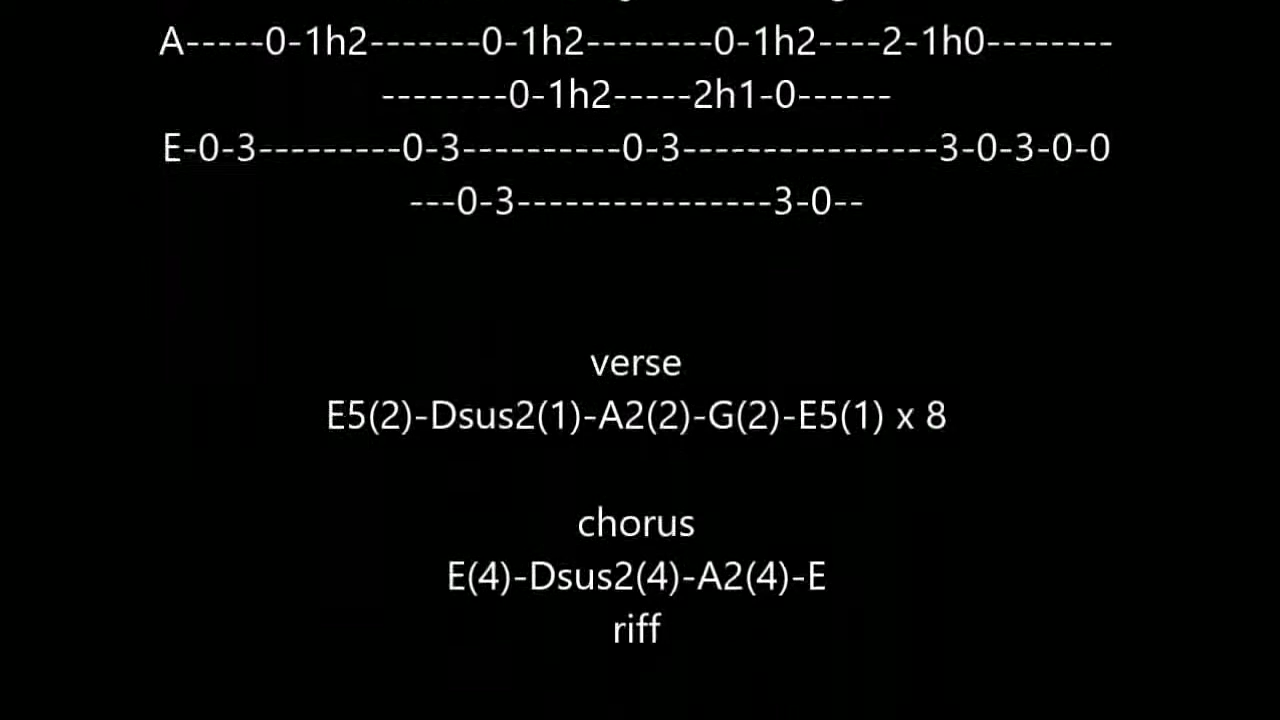 A-----0-1h2-------0-1h2--------0-1h2----2-1h0--------
--------0-1h2-----2h1-0------
E-0-3---------0-3----------0-3----------------3-0-3-0-0
---0-3----------------3-0--
verse
E5(2)-Dsus2(1)-A2(2)-G(2)-E5(1) x 8
chorus
E(4)-Dsus2(4)-A2(4)-E
riff